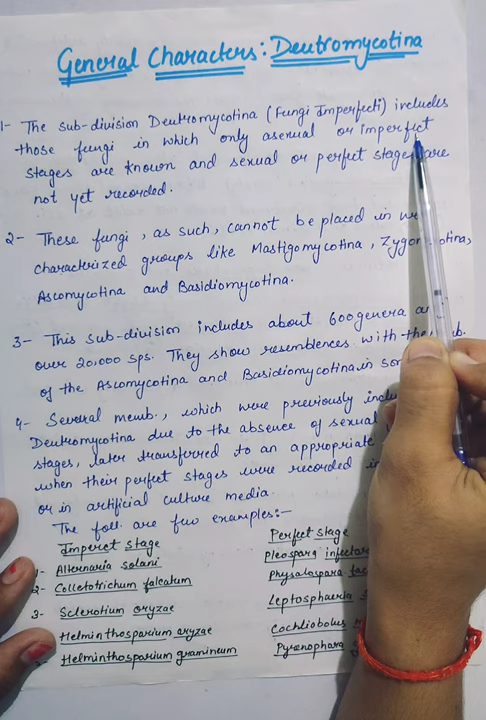 General Characters: Deutromycotina
1- The sub-division Deutromycotina (Fungi Imperfecti) includes
those fungi in which only asexual or imperfect
stages are known and sexual or perfect stages are
not yet recorded.
2- These fungi, as such, cannot be placed in
characterized groups like Mastigomycotina,
Ascomycotina and Basidiomycotina.
3- This sub-division includes about 600 genera
over 20,000 sps. They show resemblences with the
of the Ascomycotina and Basidiomycotina in
4- Several memb., which were previously
Deutromycotina due to the absence of sexual
stages, later transferred to an appropriate
when their perfect stages were recorded
or in artificial culture media.
The foll. are few examples:-
Imperct stage Perfect stage
1- Alternaria solani Pleospara
2- Colletotrichum falcatum Physalospara
3- Sclerotium oryzae Leptosphaeria
Helminthosparium oryzae Cochliobolus
Helminthosparium gramineum Pyrenophora